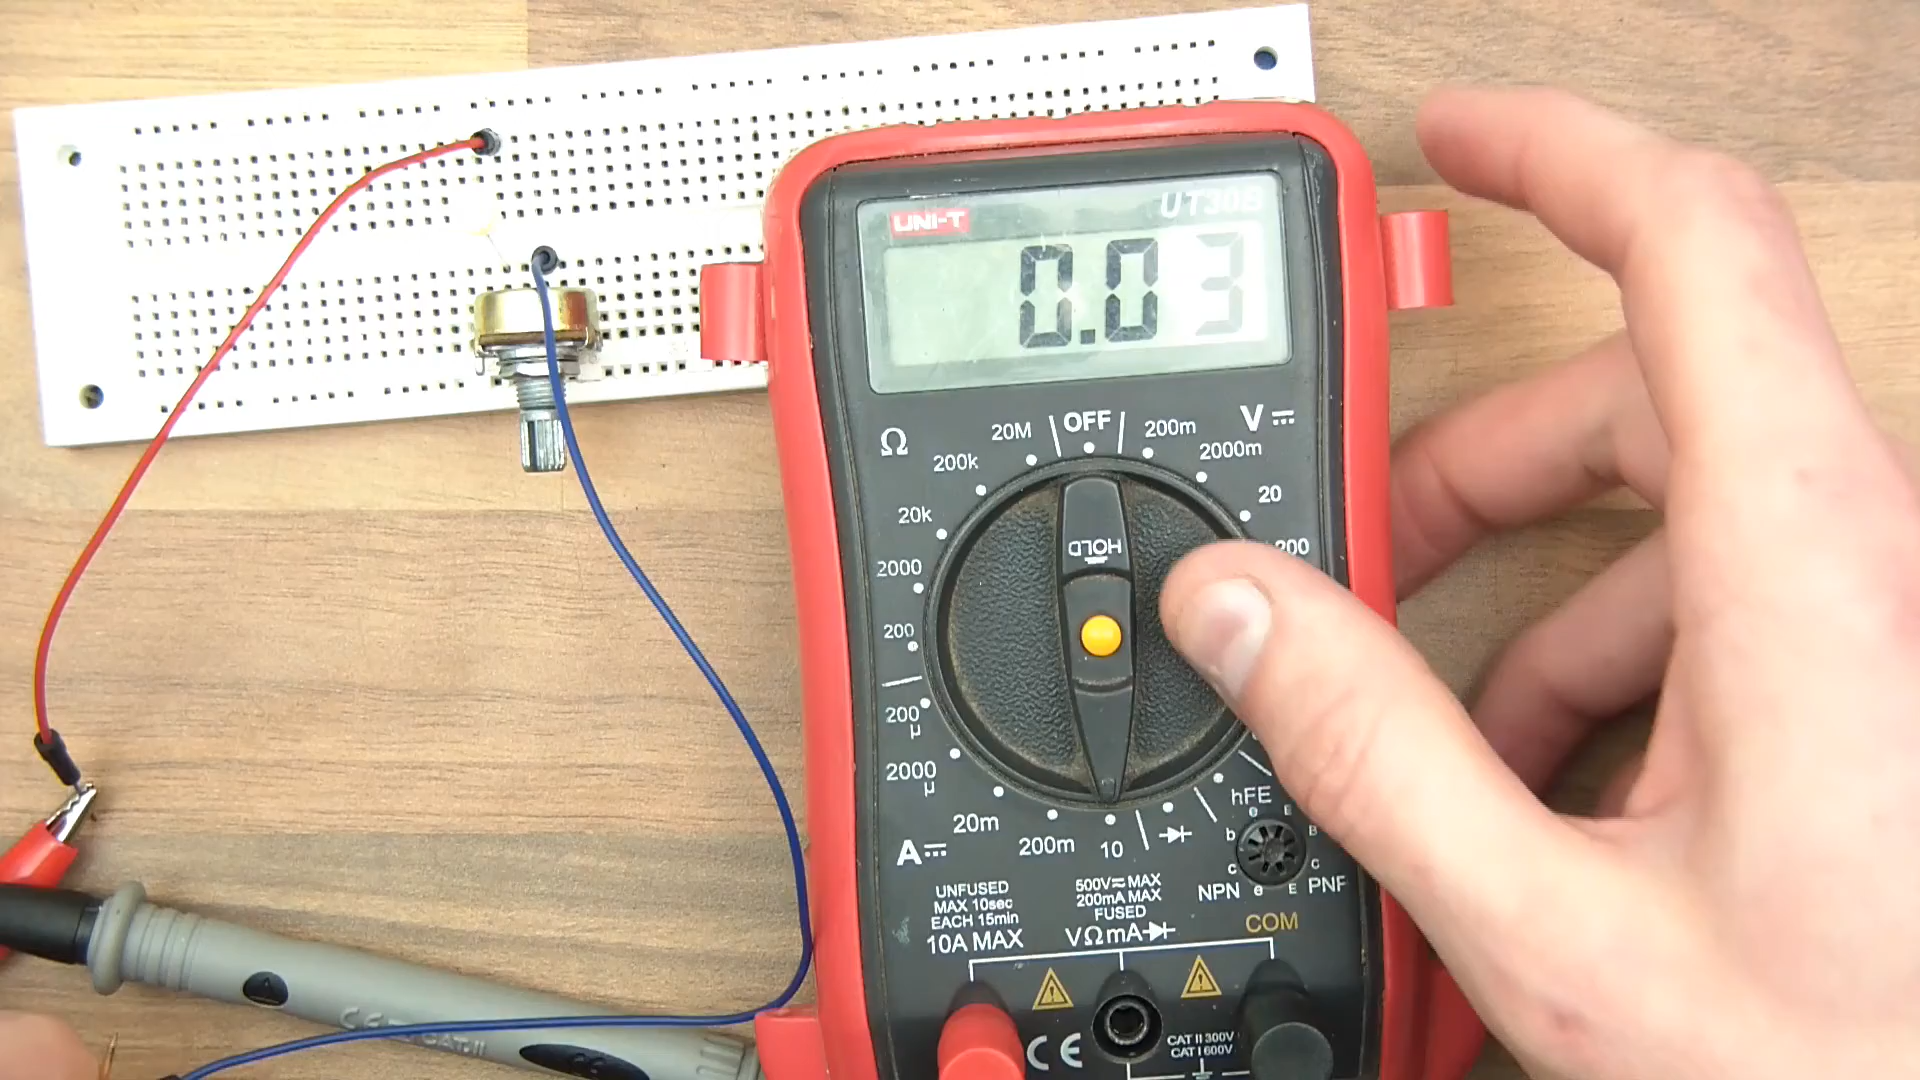 UNI-T
UT30B
0.03
OFF
Ω
20M
200k
20k
2000
200
200
µ
2000
µ
20m
200m
10
A
V
200m
2000m
20
200
HOLD
hFE
e
E
b
B
c
c
e
E
NPN
PNP
UNFUSED
MAX 10sec
EACH 15min
10A MAX
500V MAX
200mA MAX
FUSED
VΩmA
COM
CE
CAT II 300V
CAT I 600V
CAT II